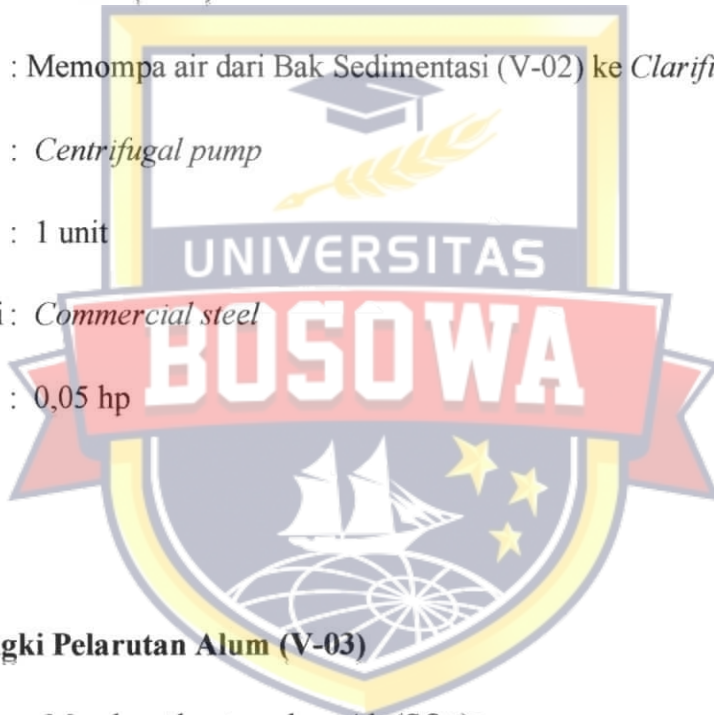 : Memompa air dari Bak Sedimentasi (V-02) ke Clarifi
: Centrifugal pump
: 1 unit
UNIVERSITAS
i : Commercial steel
BOSOWA
: 0,05 hp
gki Pelarutan Alum (V-03)